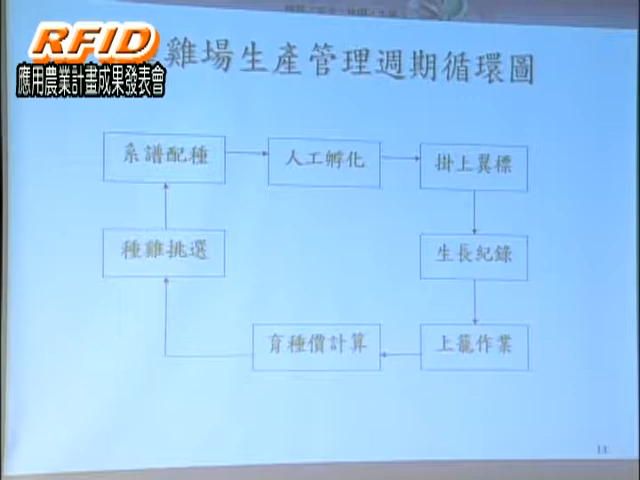 RFID
應用農業計畫成果發表會
雞場生產管理週期循環圖
系譜配種
人工孵化
掛上翼標
種雞挑選
生長紀錄
育種價計算
上籠作業